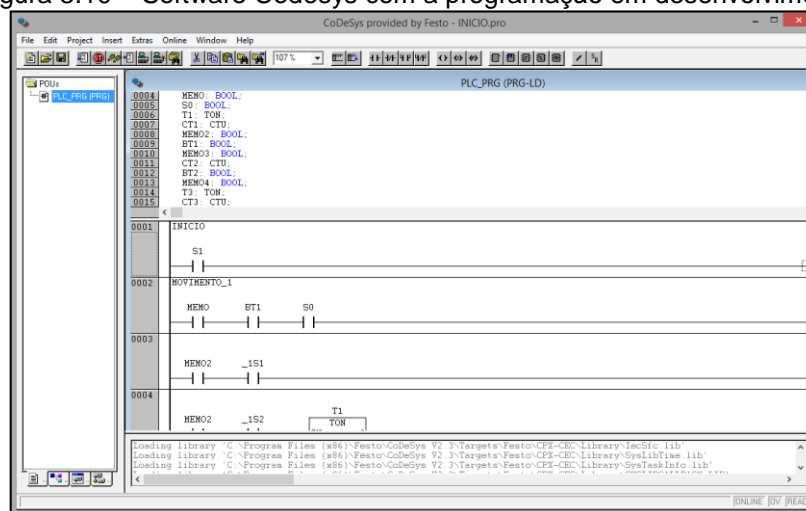 gura 5.10 – Software CoDeSys com a programação em desenvolvim
CoDeSys provided by Festo - INICIO.pro
File Edit Project Insert Extras Online Window Help
107 %
POUs
PLC_PRG (PRG)
PLC_PRG (PRG-LD)
0004 MEMO: BOOL;
0005 S0: BOOL;
0006 T1: TON;
0007 CT1: CTU;
0008 MEMO2: BOOL;
0009 BT1: BOOL;
0010 MEMO3: BOOL;
0011 CT2: CTU;
0012 BT2: BOOL;
0013 MEMO4: BOOL;
0014 T3: TON;
0015 CT3: CTU;
0001 INICIO
S1
0002 MOVIMENTO_1
MEMO BT1 S0
0003
MEMO2 _1S1
0004
T1
MEMO2 _1S2 TON
Loading library 'C:\Program Files (x86)\Festo\CoDeSys V2.3\Targets\Festo\CPX-CEC\Library\IecSfc.lib'
Loading library 'C:\Program Files (x86)\Festo\CoDeSys V2.3\Targets\Festo\CPX-CEC\Library\SysLibTime.lib'
Loading library 'C:\Program Files (x86)\Festo\CoDeSys V2.3\Targets\Festo\CPX-CEC\Library\SysTaskInfo.lib'
ONLINE OV READ